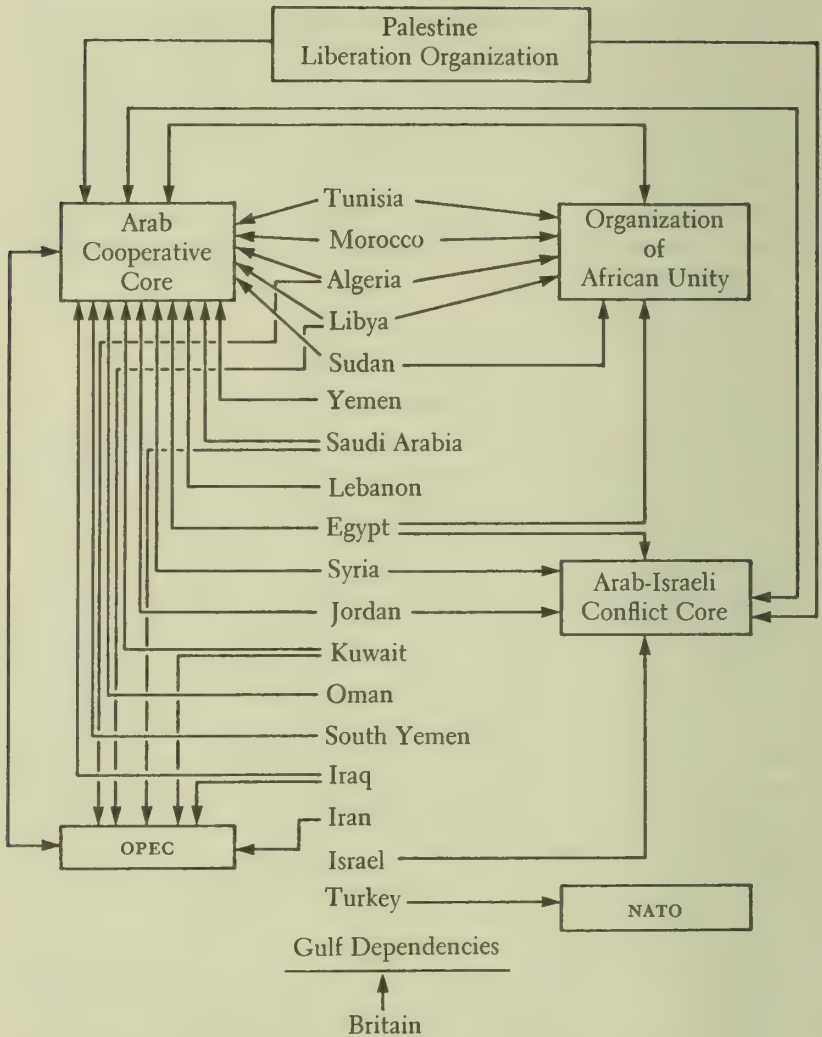 Palestine
Liberation Organization
Arab
Cooperative
Core
Tunisia
Morocco
Algeria
Libya
Sudan
Yemen
Saudi Arabia
Lebanon
Egypt
Syria
Jordan
Kuwait
Oman
South Yemen
Iraq
Iran
Israel
Turkey
Organization
of
African Unity
Arab-Israeli
Conflict Core
OPEC
NATO
Gulf Dependencies
Britain